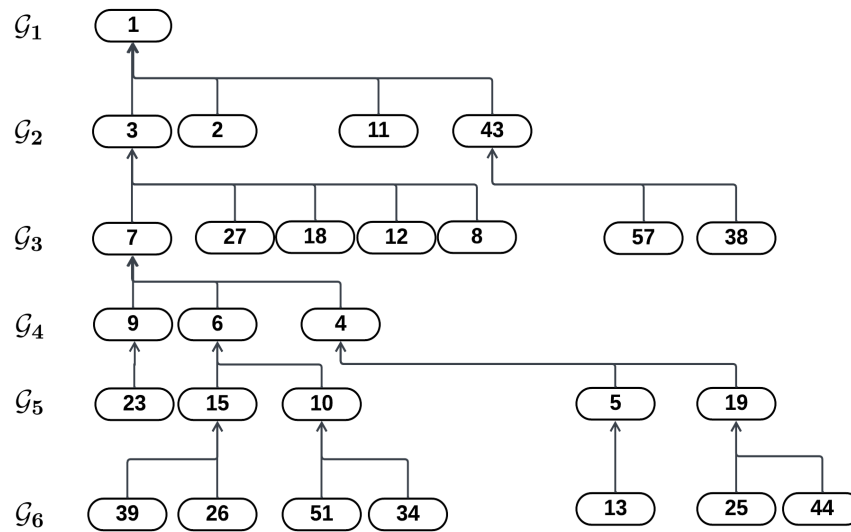 𝒢₁ 1
𝒢₂ 3 2 11 43
𝒢₃ 7 27 18 12 8 57 38
𝒢₄ 9 6 4
𝒢₅ 23 15 10 5 19
𝒢₆ 39 26 51 34 13 25 44